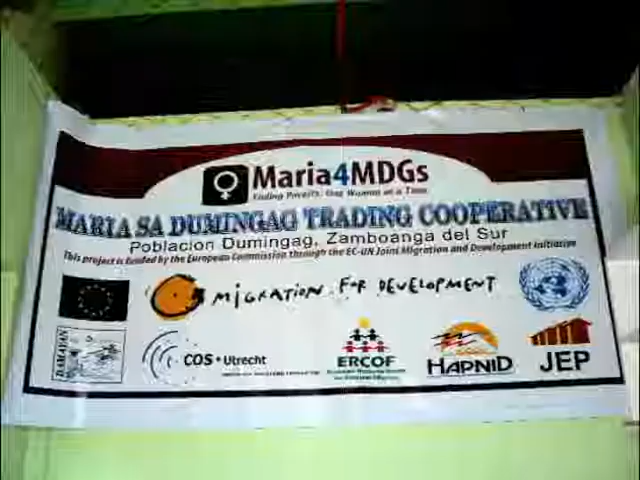 Maria4MDGs
Ending Poverty, One Woman at a Time
MARIA SA DUMINGAG TRADING COOPERATIVE
Poblacion Dumingag, Zamboanga del Sur
This project is funded by the European Commission through the EC-UN Joint Migration and Development Initiative
MiGRATION FOR DEVELOPMENT
COS Utrecht
ERCOF
HAPNID
JEP